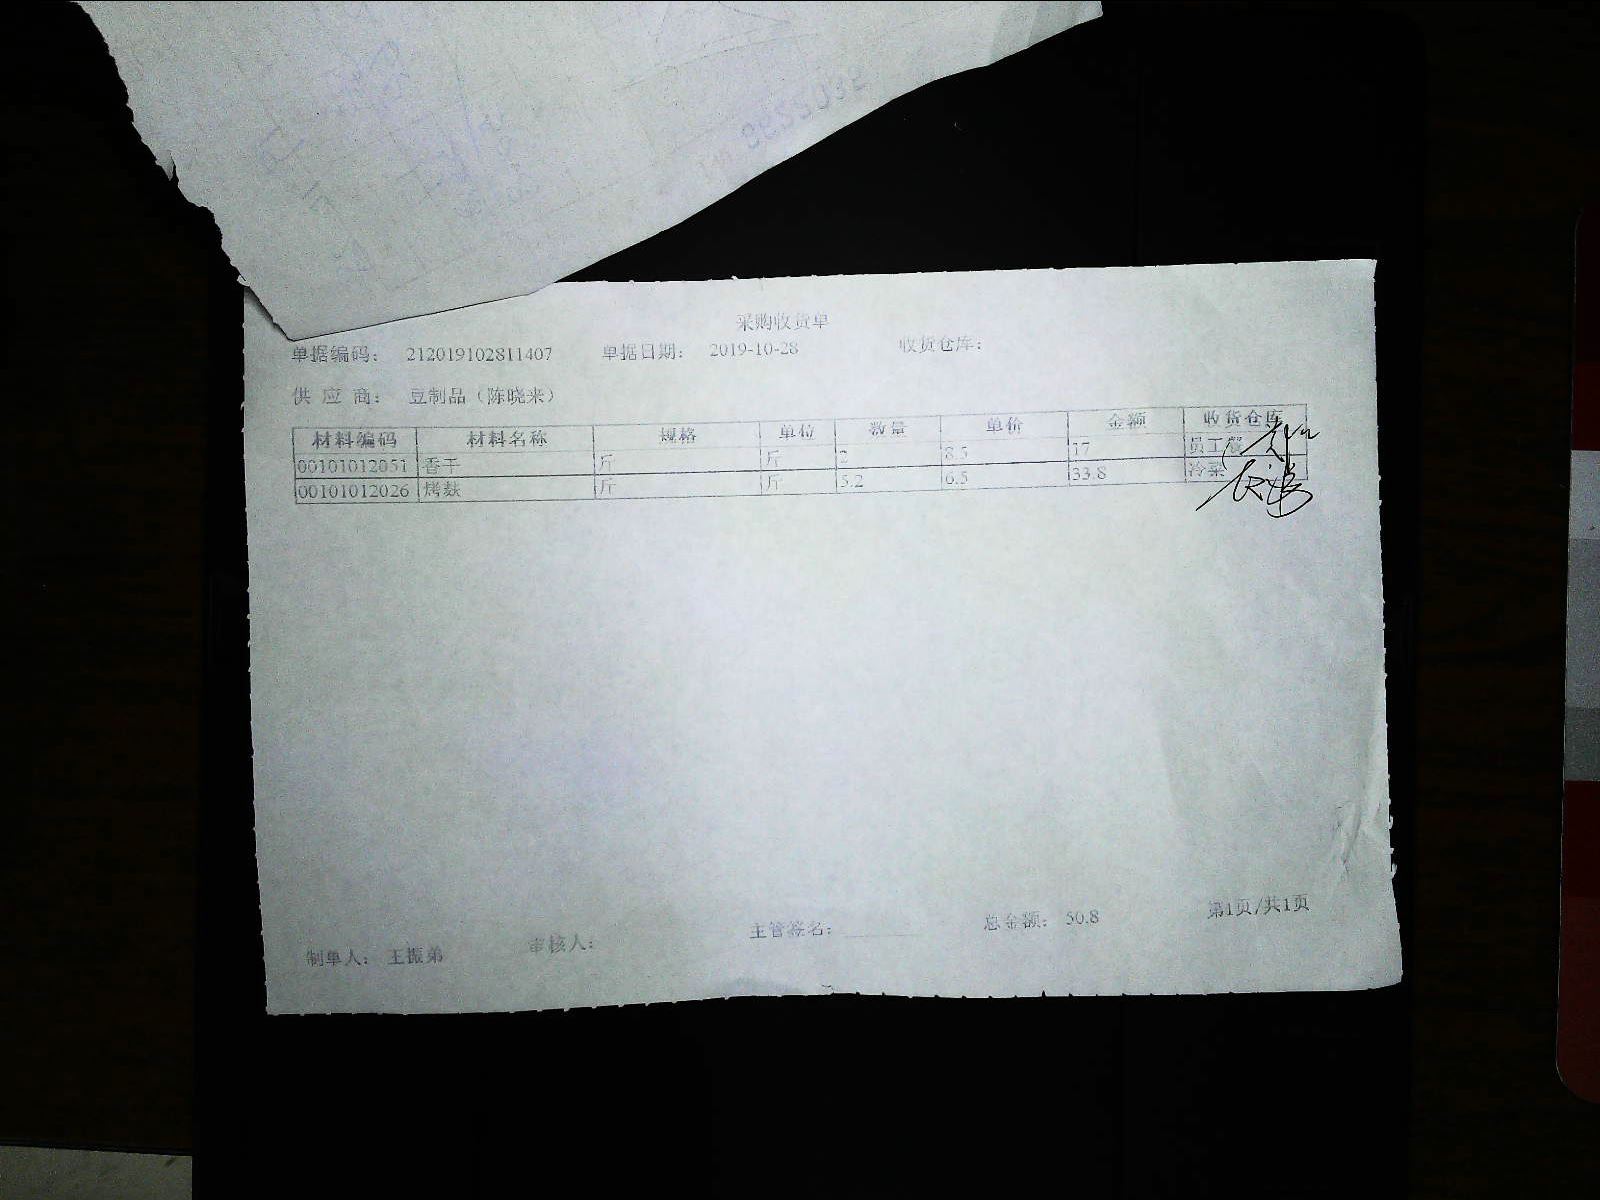 采购收货单
单据编码： 212019102811407 单据日期： 2019-10-28 收货仓库：
供 应 商： 豆制品（陈晓来）
材料编码 材料名称 规格 单位 数量 单价 金额 收货仓库
00101012051 香干 斤 斤 2 8.5 17 员工餐
00101012026 烤麸 斤 斤 5.2 6.5 33.8 冷菜
制单人： 王振弟 审核人： 主管签名： 总金额： 50.8 第1页/共1页